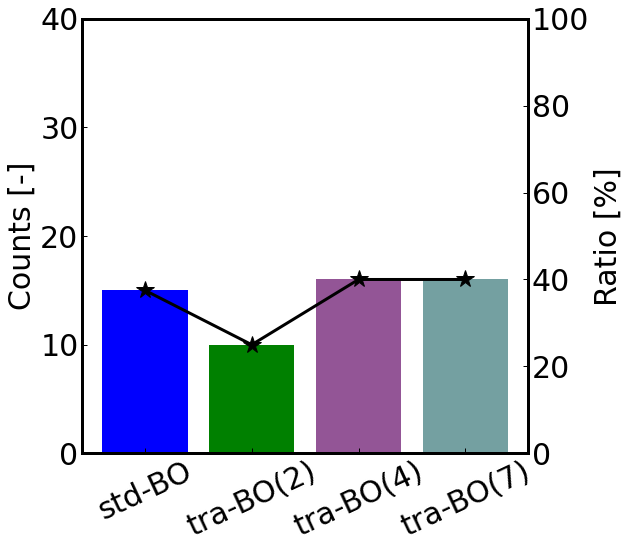 Counts [-]
40
30
20
10
0
100
80
60
40
20
0
Ratio [%]
std-BO
tra-BO(2)
tra-BO(4)
tra-BO(7)